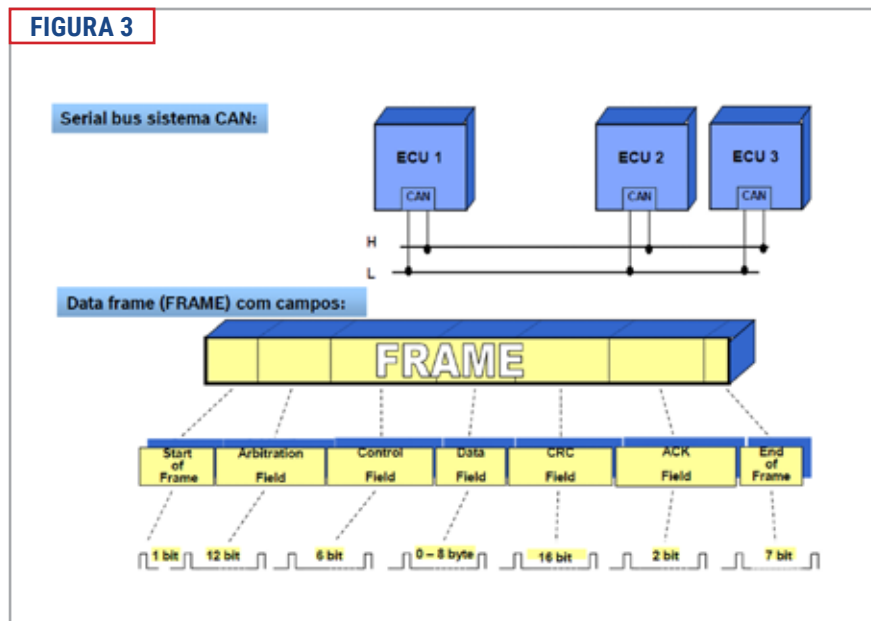 FIGURA 3
Serial bus sistema CAN:
ECU 1
ECU 2
ECU 3
CAN
CAN
CAN
H
L
Data frame (FRAME) com campos:
FRAME
Start
of
Frame
Arbitration
Field
Control
Field
Data
Field
CRC
Field
ACK
Field
End
of
Frame
1 bit
12 bit
6 bit
0 – 8 byte
16 bit
2 bit
7 bit